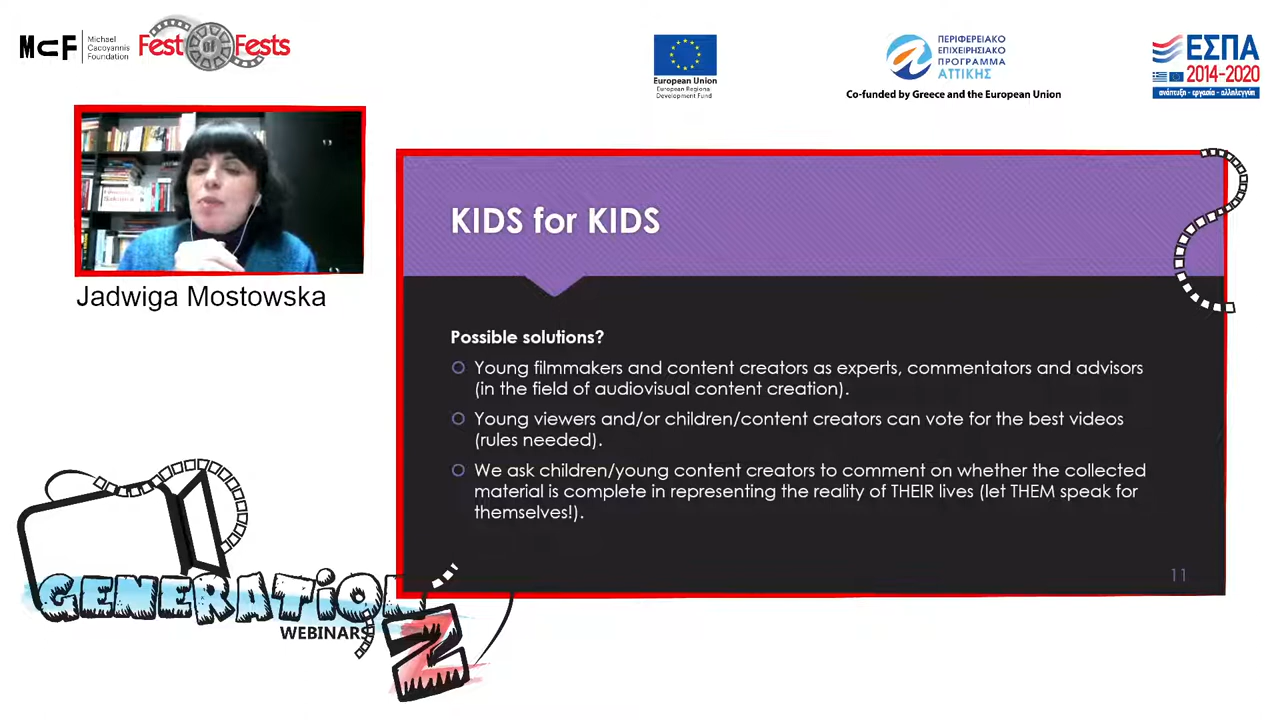 MCF
Michael
Cacoyannis
Foundation
Fest of Fests
European Union
European Regional
Development Fund
ΠΕΡΙΦΕΡΕΙΑΚΟ
ΕΠΙΧΕΙΡΗΣΙΑΚΟ
ΠΡΟΓΡΑΜΜΑ
ΑΤΤΙΚΗΣ
Co-funded by Greece and the European Union
ΕΣΠΑ
2014-2020
ανάπτυξη - εργασία - αλληλεγγύη
Jadwiga Mostowska
KIDS for KIDS
Possible solutions?
Young filmmakers and content creators as experts, commentators and advisors
(in the field of audiovisual content creation).
Young viewers and/or children/content creators can vote for the best videos
(rules needed).
We ask children/young content creators to comment on whether the collected
material is complete in representing the reality of THEIR lives (let THEM speak for
themselves!).
11
GENERATiON
WEBINARS
Z